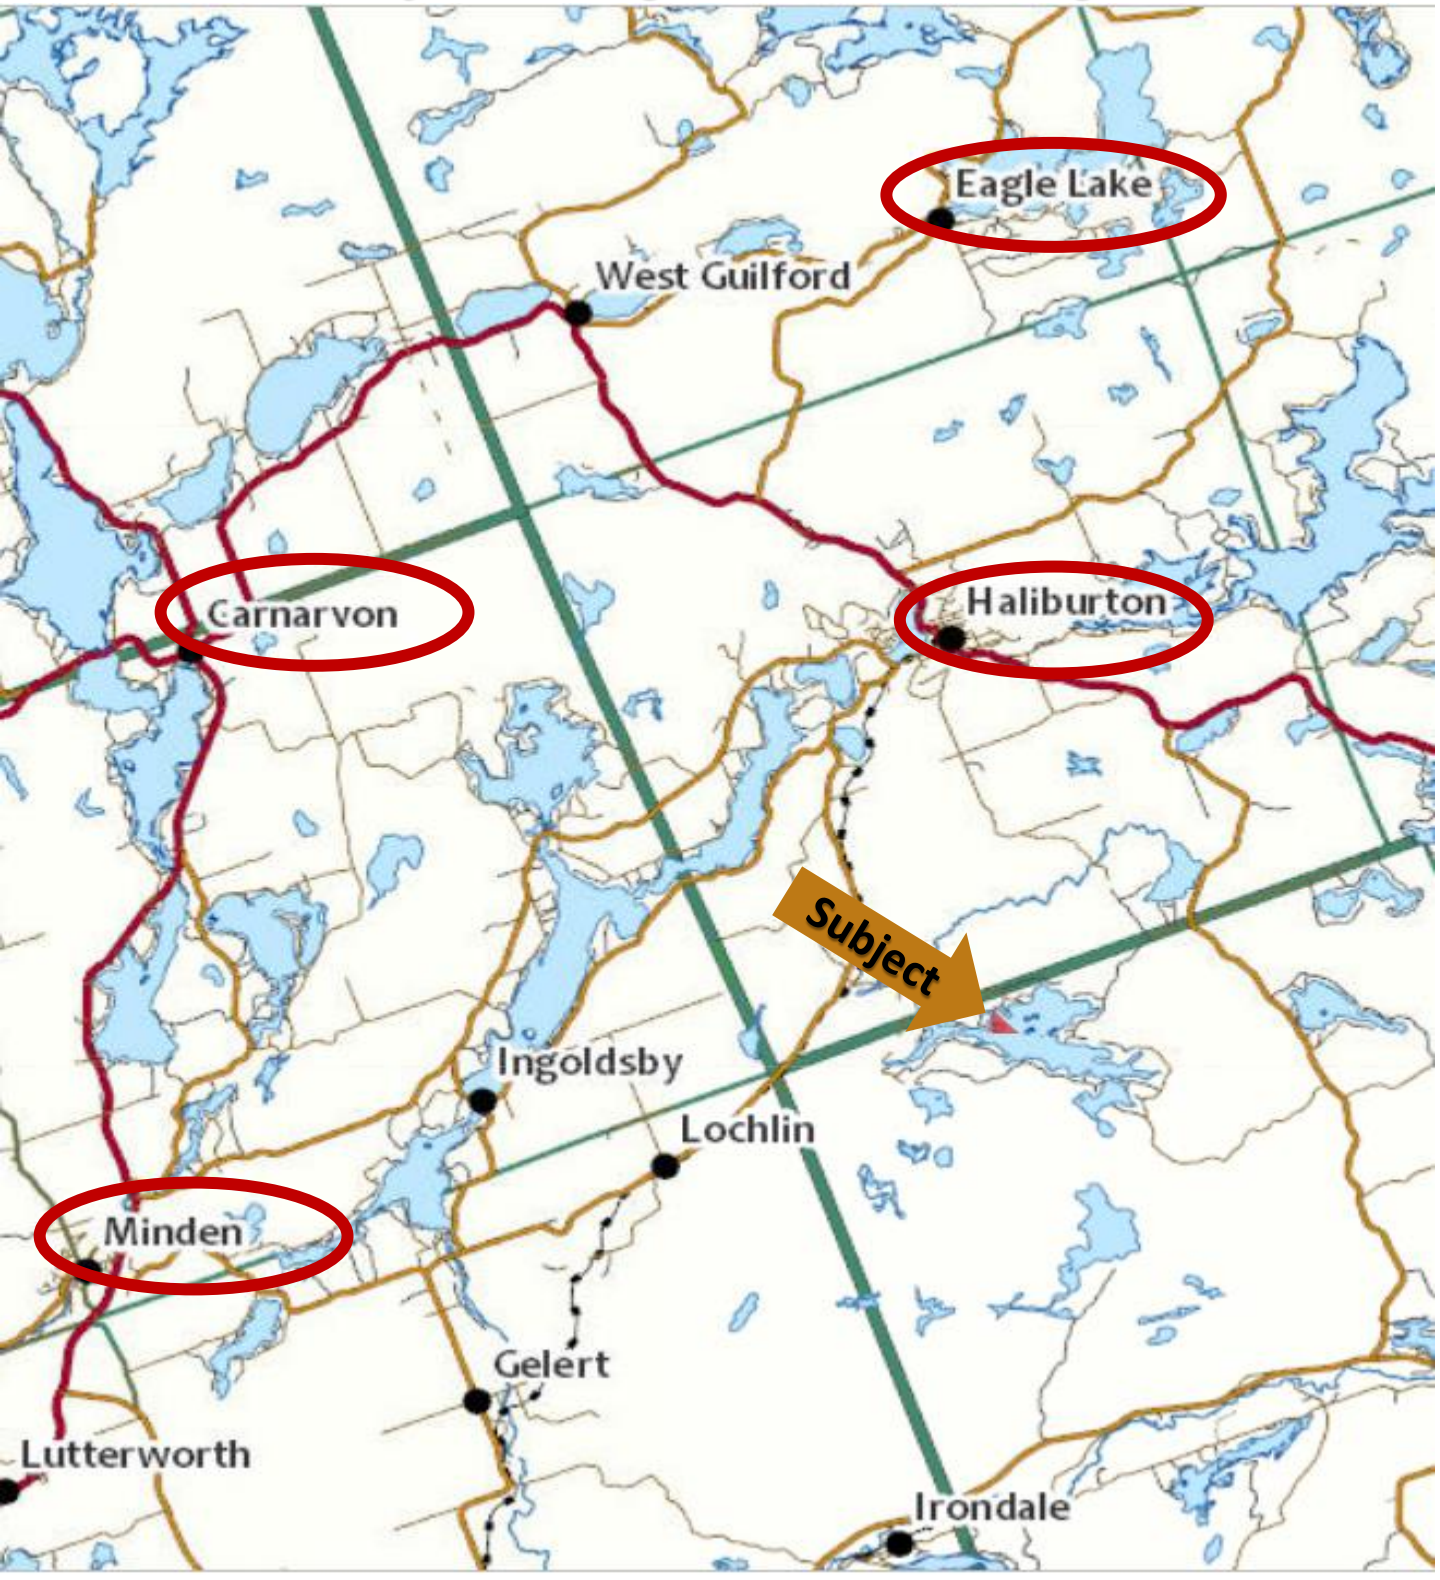 Eagle Lake
West Guilford
Haliburton
Carnarvon
Subject
Ingoldsby
Lochlin
Minden
Gelert
Lutterworth
Irondale